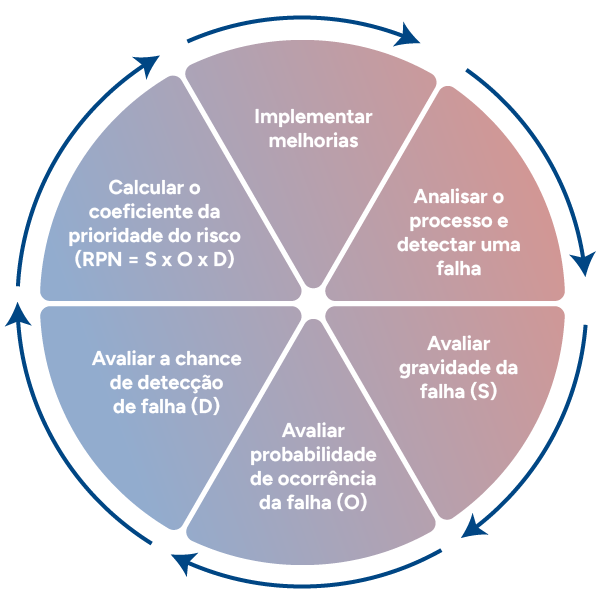 Implementar
melhorias
Analisar o
processo e
detectar uma
falha
Avaliar
gravidade da
falha (S)
Avaliar
probabilidade
de ocorrência
da falha (O)
Avaliar a chance
de detecção
de falha (D)
Calcular o
coeficiente da
prioridade do risco
(RPN = S x O x D)